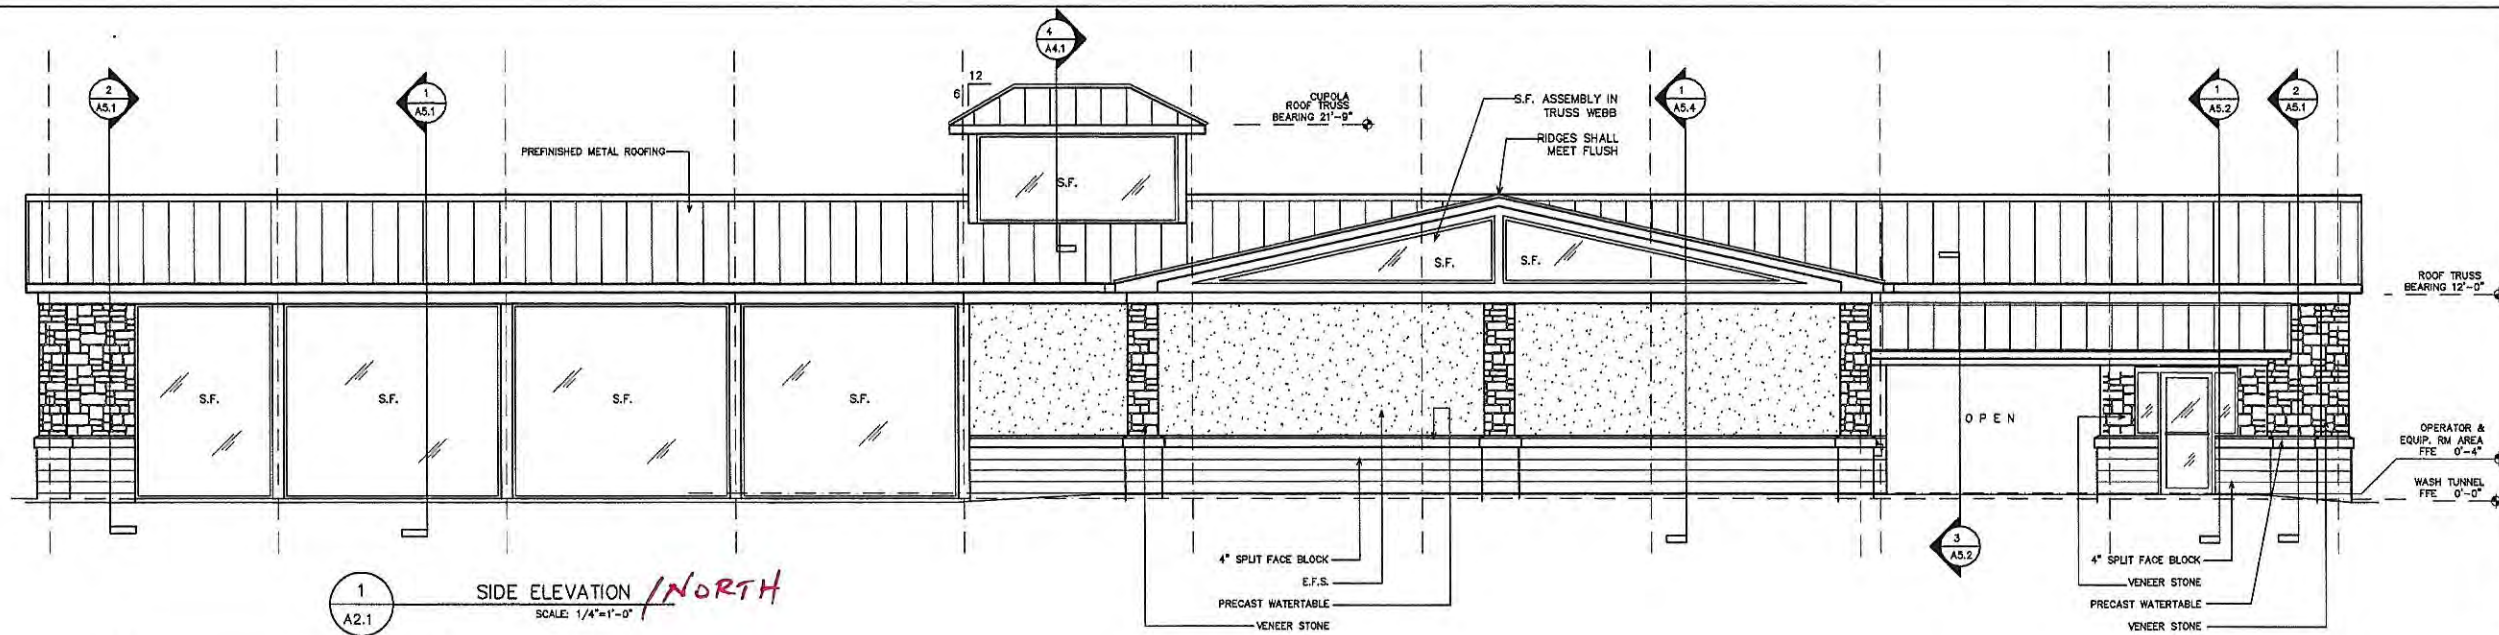 4
A4.1
2
A5.1
1
A5.1
12
6
CUPOLA
ROOF TRUSS
BEARING 21'-9"
S.F. ASSEMBLY IN
TRUSS WEBB
1
A5.4
1
A5.2
2
A5.1
RIDGES SHALL
MEET FLUSH
PREFINISHED METAL ROOFING
S.F.
S.F.
S.F.
ROOF TRUSS
BEARING 12'-0"
S.F.
S.F.
S.F.
S.F.
OPEN
OPERATOR &
EQUIP. RM AREA
FFE 0'-4"
WASH TUNNEL
FFE 0'-0"
3
A5.2
4" SPLIT FACE BLOCK
E.F.S.
PRECAST WATERTABLE
VENEER STONE
4" SPLIT FACE BLOCK
VENEER STONE
PRECAST WATERTABLE
VENEER STONE
1
A2.1
SIDE ELEVATION / NORTH
SCALE: 1/4"=1'-0"